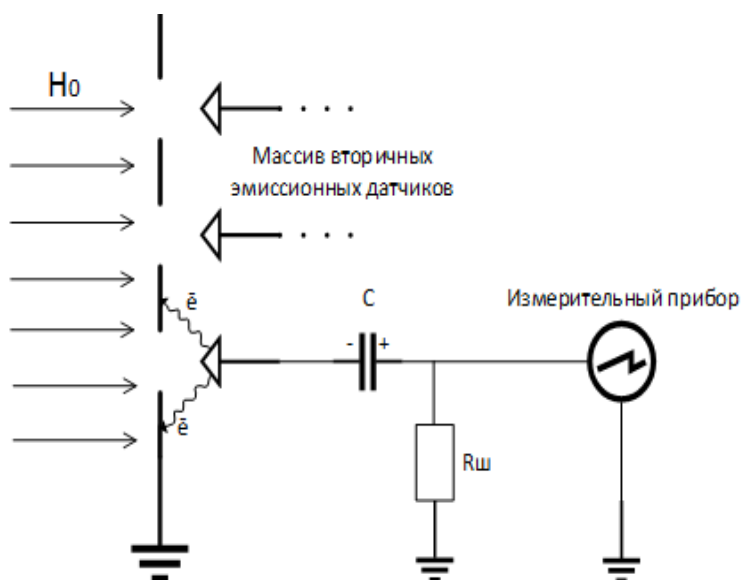 H0
Массив вторичных
эмиссионных датчиков
ē
C
Измерительный прибор
- +
ē
Rш